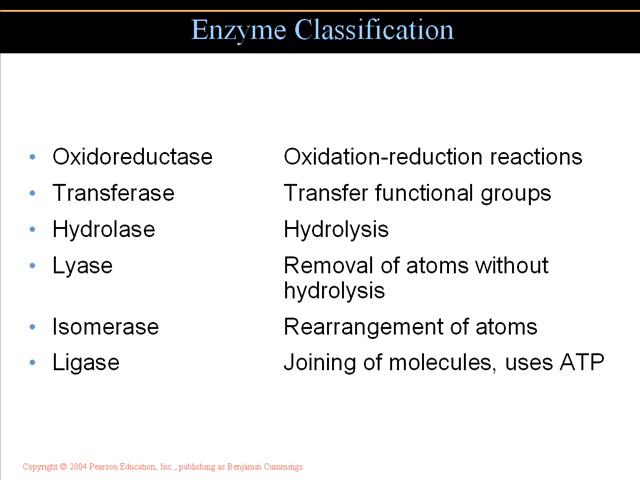 Enzyme Classification
• Oxidoreductase Oxidation-reduction reactions
• Transferase Transfer functional groups
• Hydrolase Hydrolysis
• Lyase Removal of atoms without
hydrolysis
• Isomerase Rearrangement of atoms
• Ligase Joining of molecules, uses ATP
Copyright © 2004 Pearson Education, Inc., publishing as Benjamin Cummings